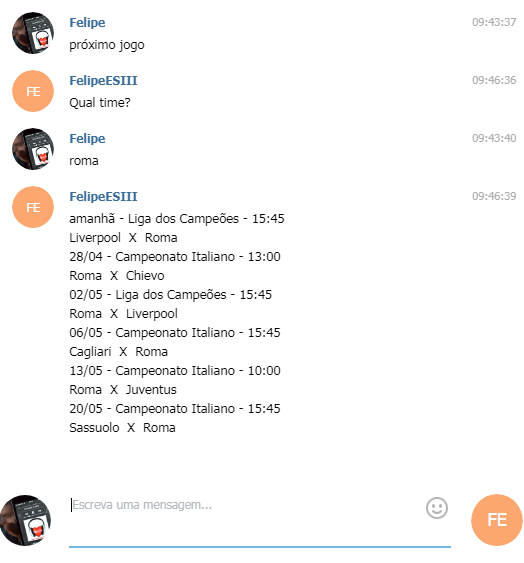 Felipe 09:43:37
próximo jogo
FelipeESIII 09:46:36
FE
Qual time?
Felipe 09:43:40
roma
FelipeESIII 09:46:39
FE
amanhã - Liga dos Campeões - 15:45
Liverpool X Roma
28/04 - Campeonato Italiano - 13:00
Roma X Chievo
02/05 - Liga dos Campeões - 15:45
Roma X Liverpool
06/05 - Campeonato Italiano - 15:45
Cagliari X Roma
13/05 - Campeonato Italiano - 10:00
Roma X Juventus
20/05 - Campeonato Italiano - 15:45
Sassuolo X Roma
Escreva uma mensagem...
FE